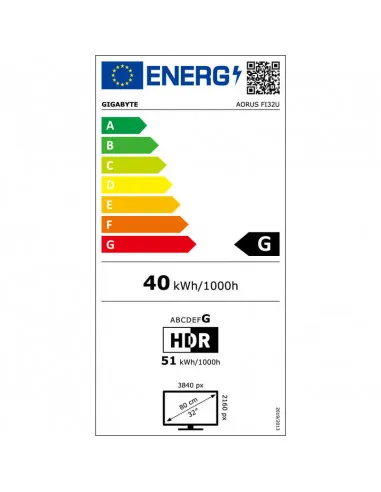 ENERG
GIGABYTE AORUS FI32U
A
B
C
D
E
F
G
G
40 kWh/1000h
ABCDEFG
HDR
51 kWh/1000h
3840 px
80 cm
32"
2160 px
2019/2013